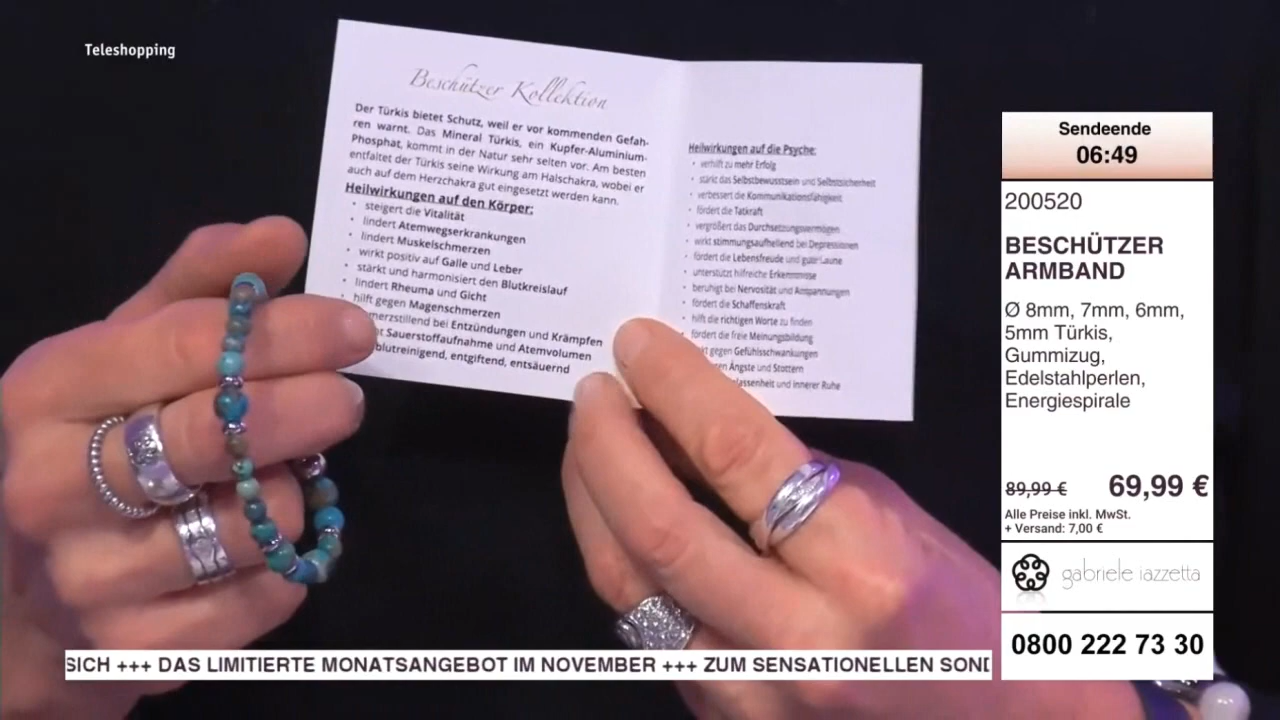 Teleshopping
Beschützer Kollektion
Der Türkis bietet Schutz, weil er vor kommenden Gefah-
ren warnt. Das Mineral Türkis, ein Kupfer-Aluminium-
Phosphat, kommt in der Natur sehr selten vor. Am besten
entfaltet der Türkis seine Wirkung am Halschakra, wobei er
auch auf dem Herzchakra gut eingesetzt werden kann.
Heilwirkungen auf den Körper:
• steigert die Vitalität
• lindert Atemwegserkrankungen
• lindert Muskelschmerzen
• wirkt positiv auf Galle und Leber
• stärkt und harmonisiert den Blutkreislauf
• lindert Rheuma und Gicht
• hilft gegen Magenschmerzen
merzstillend bei Entzündungen und Krämpfen
t Sauerstoffaufnahme und Atemvolumen
blutreinigend, entgiftend, entsäuernd
Heilwirkungen auf die Psyche:
• verhilft zu mehr Erfolg
• stärkt das Selbstbewusstsein und Selbstsicherheit
• verbessert die Kommunikationsfähigkeit
• fördert die Tatkraft
• vergrößert das Durchsetzungsvermögen
• wirkt stimmungsaufhellend bei Depressionen
• fördert die Lebensfreude und gute Laune
• unterstützt hilfreiche Erkenntnisse
• beruhigt bei Nervosität und Anspannungen
• fördert die Schaffenskraft
• hilft die richtigen Worte zu finden
• fördert die freie Meinungsbildung
kt gegen Gefühlsschwankungen
en Ängste und Stottern
lassenheit und innerer Ruhe
Sendeende
06:49
200520
BESCHÜTZER
ARMBAND
Ø 8mm, 7mm, 6mm,
5mm Türkis,
Gummizug,
Edelstahlperlen,
Energiespirale
89,99 € 69,99 €
Alle Preise inkl. MwSt.
+ Versand: 7,00 €
gabriele iazzetta
0800 222 73 30
SICH +++ DAS LIMITIERTE MONATSANGEBOT IM NOVEMBER +++ ZUM SENSATIONELLEN SOND